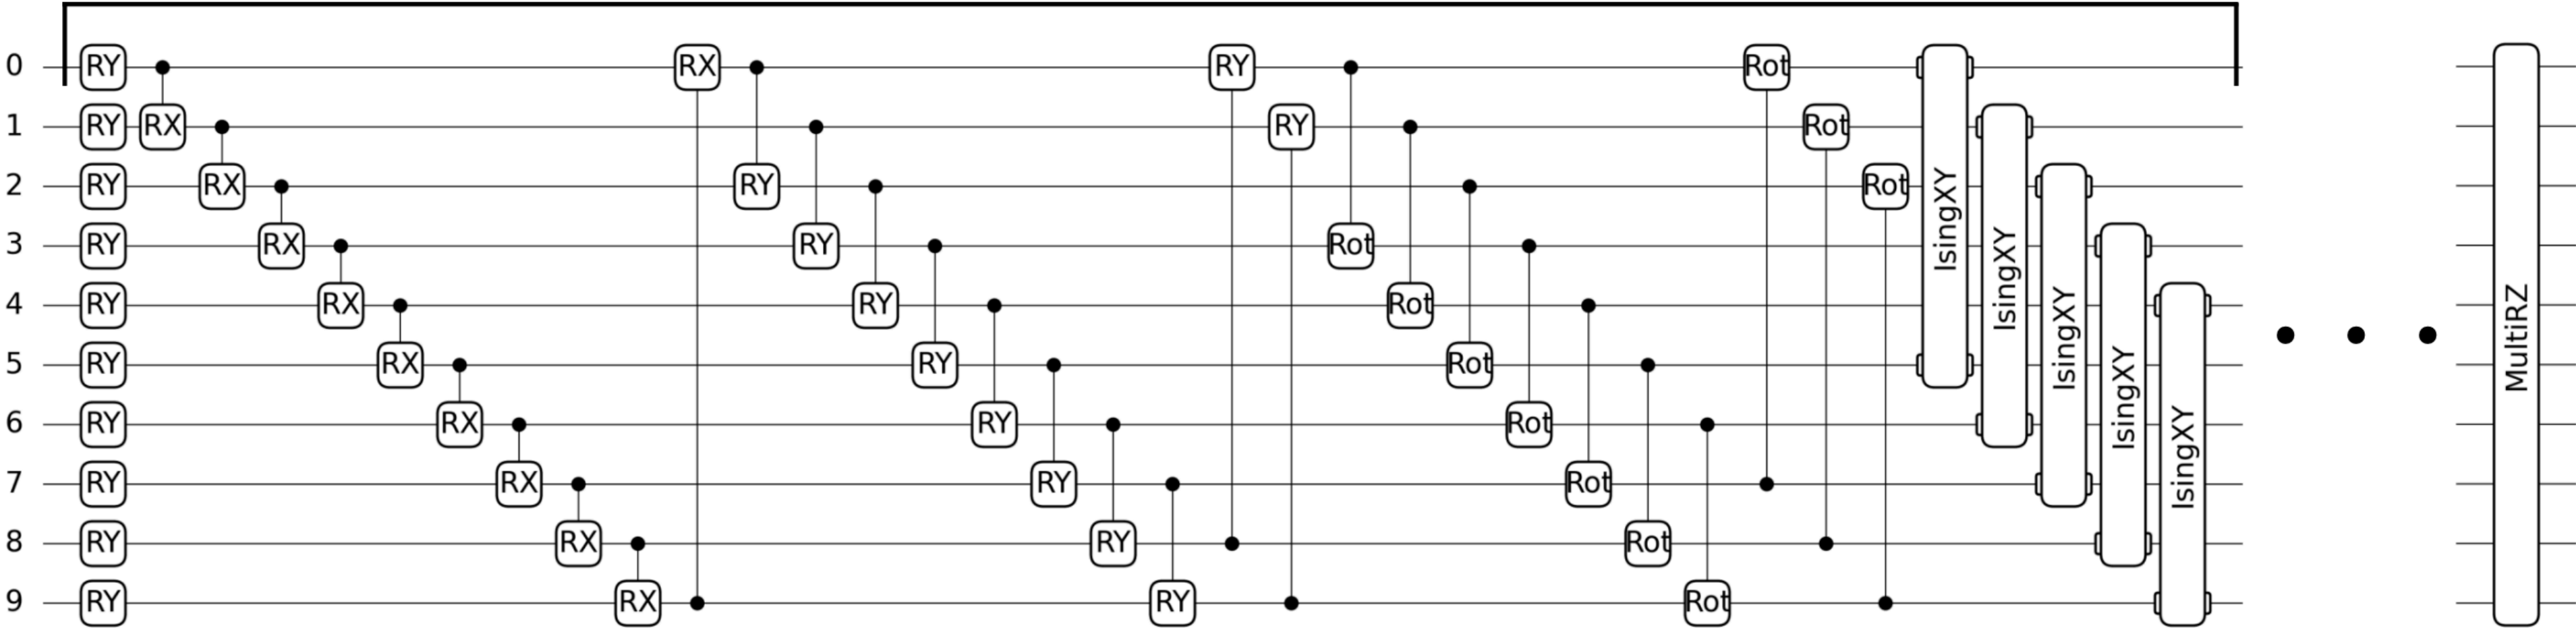 0 RY RX RY Rot IsingXY
1 RY RX RY Rot IsingXY
2 RY RX RY Rot IsingXY
3 RY RX RY Rot IsingXY
4 RY RX RY Rot IsingXY
5 RY RX RY Rot MultiRZ
6 RY RX RY Rot
7 RY RX RY Rot
8 RY RX RY Rot
9 RY RX RY Rot